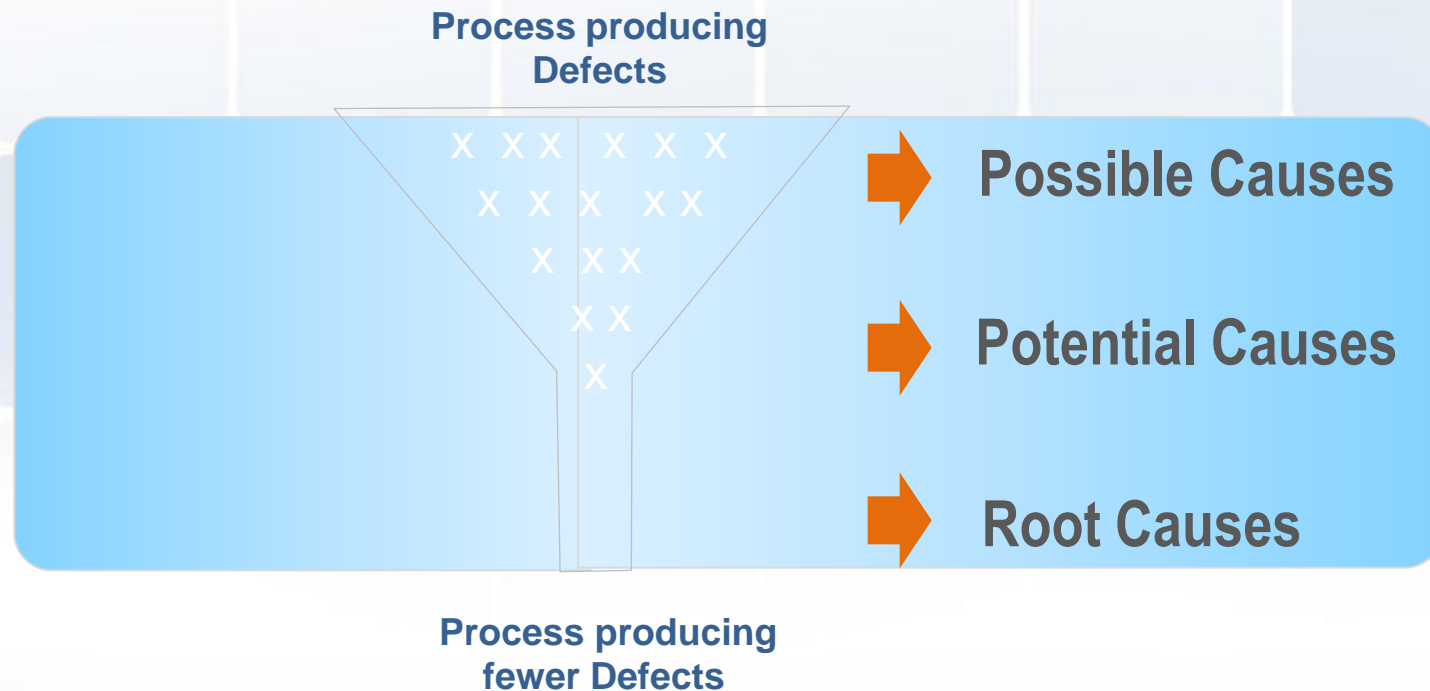 Process producing
Defects
X X X X X X
Possible Causes
X X X X X
X X X
X X
Potential Causes
X
Root Causes
Process producing
fewer Defects